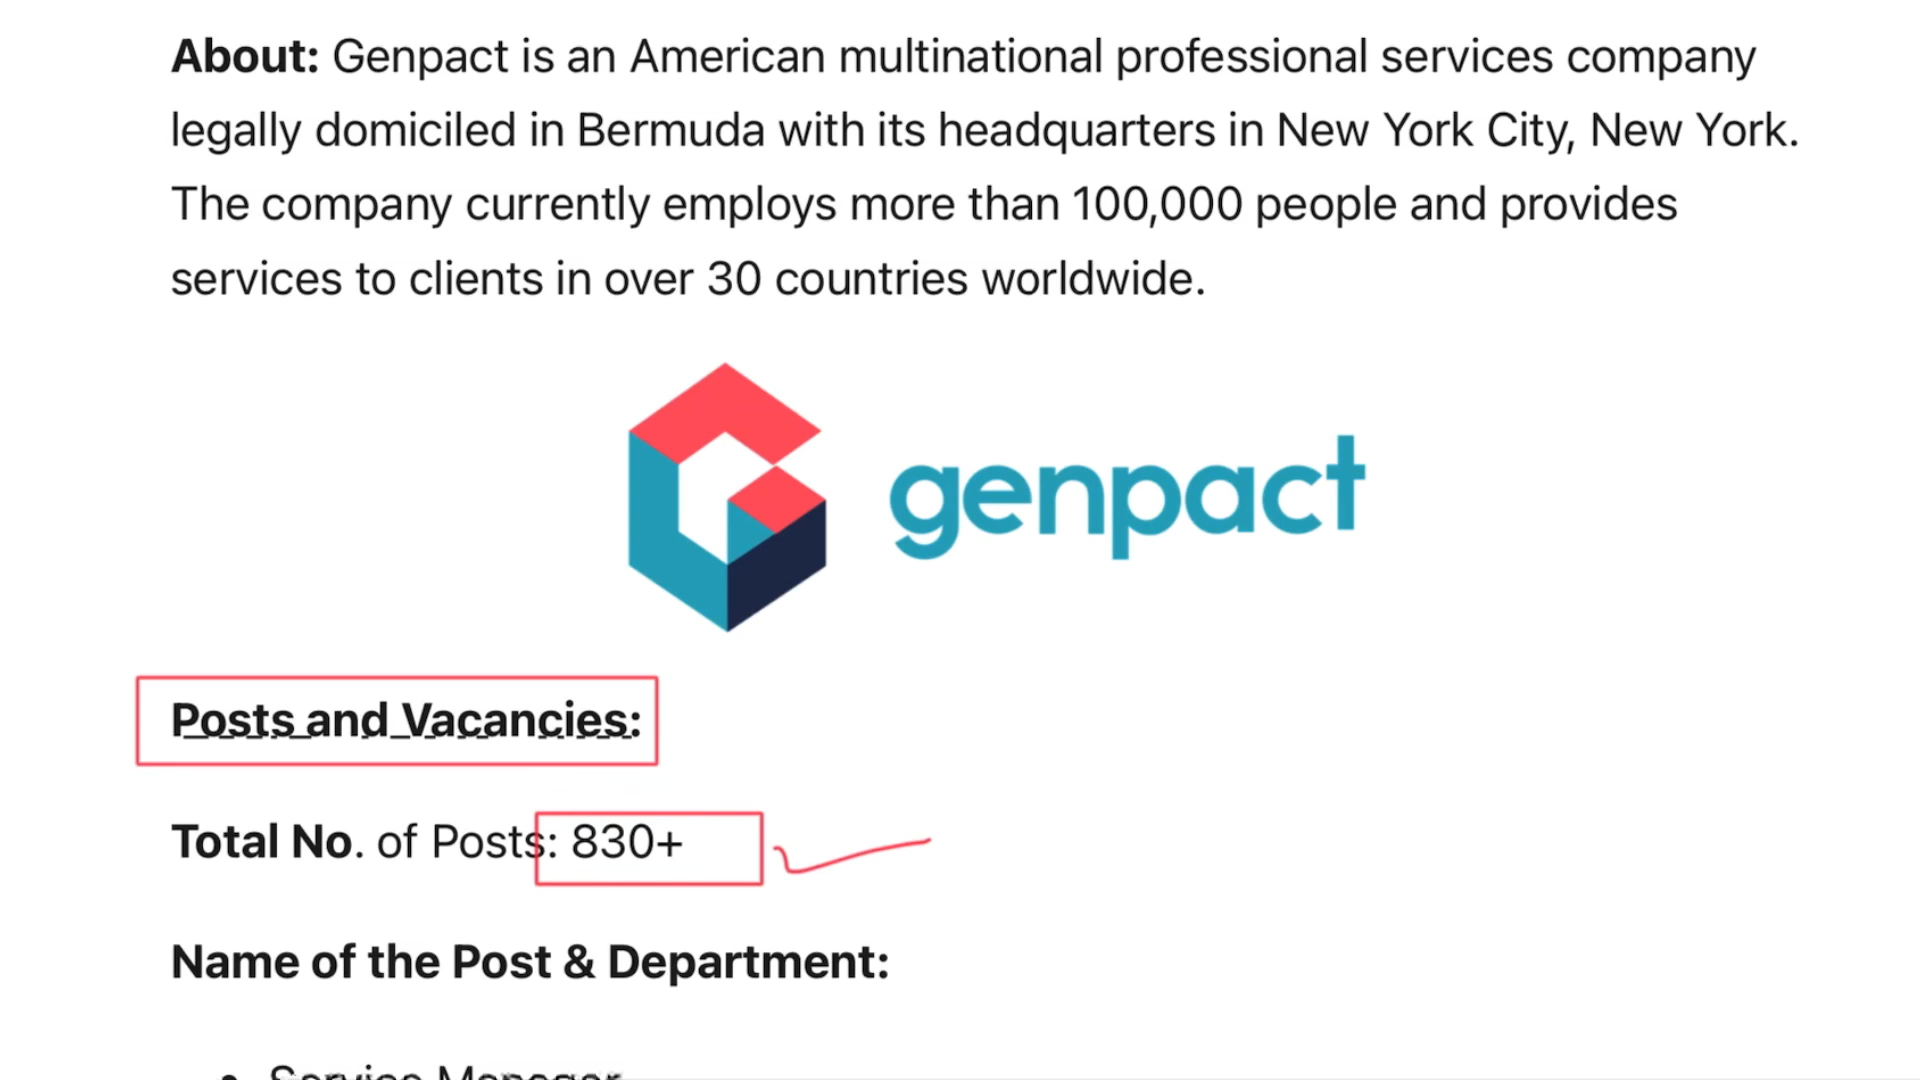 About: Genpact is an American multinational professional services company
legally domiciled in Bermuda with its headquarters in New York City, New York.
The company currently employs more than 100,000 people and provides
services to clients in over 30 countries worldwide.
genpact
Posts and Vacancies:
Total No. of Posts: 830+
Name of the Post & Department:
• Service Manager